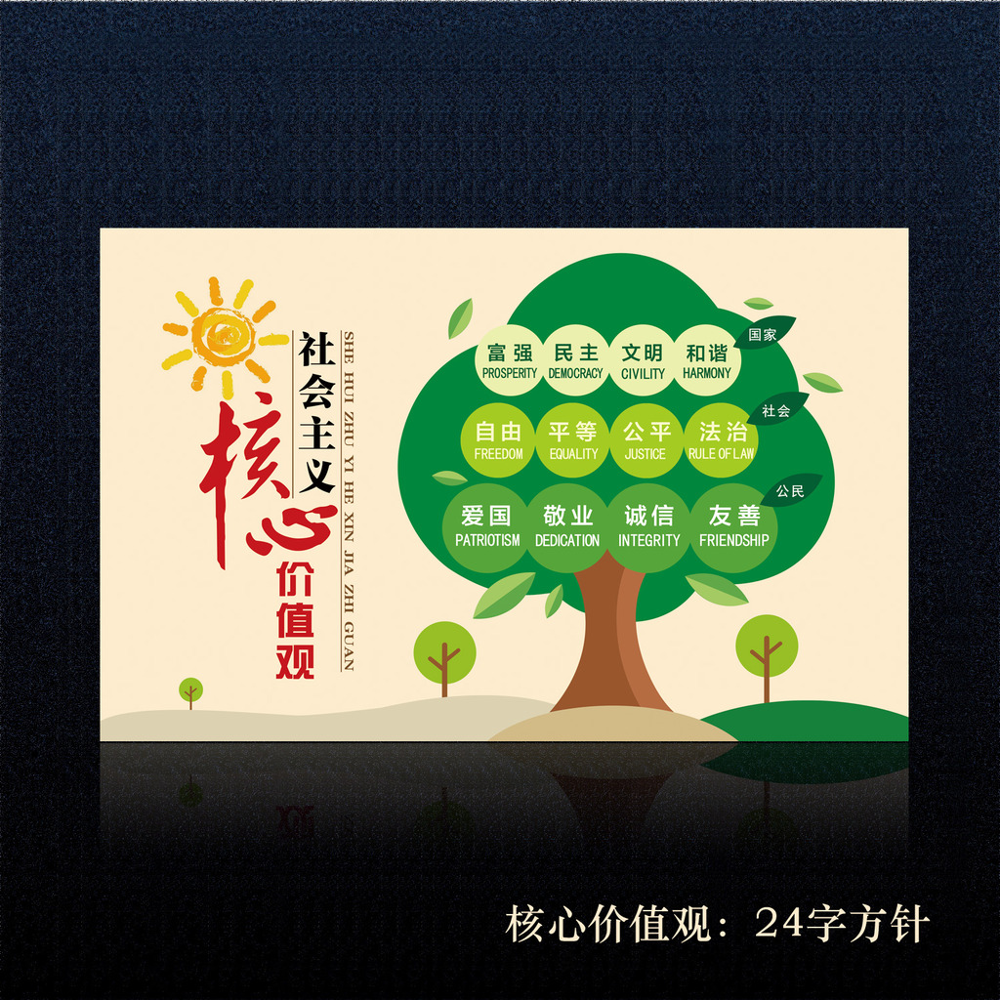 社会主义
核心
价值观
SHE HUI ZHU YI HE XIN JIA ZHI GUAN
富强 民主 文明 和谐 国家
PROSPERITY DEMOCRACY CIVILITY HARMONY
自由 平等 公平 法治 社会
FREEDOM EQUALITY JUSTICE RULE OF LAW
爱国 敬业 诚信 友善 公民
PATRIOTISM DEDICATION INTEGRITY FRIENDSHIP
核心价值观：24字方针